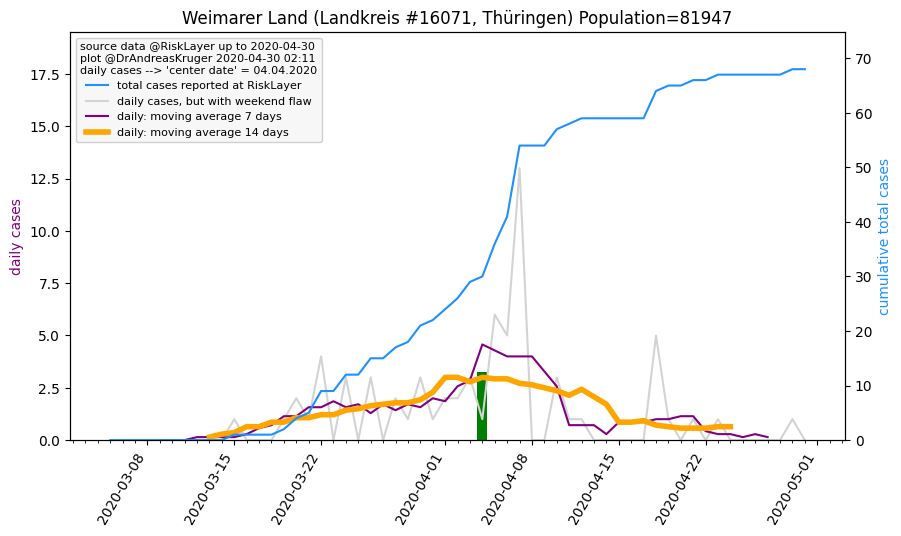 Weimarer Land (Landkreis #16071, Thüringen) Population=81947
source data @RiskLayer up to 2020-04-30
plot @DrAndreasKruger 2020-04-30 02:11
daily cases --> 'center date' = 04.04.2020
total cases reported at RiskLayer
daily cases, but with weekend flaw
daily: moving average 7 days
daily: moving average 14 days
daily cases
17.5
15.0
12.5
10.0
7.5
5.0
2.5
0.0
cumulative total cases
70
60
50
40
30
20
10
0
2020-03-08
2020-03-15
2020-03-22
2020-04-01
2020-04-08
2020-04-15
2020-04-22
2020-05-01